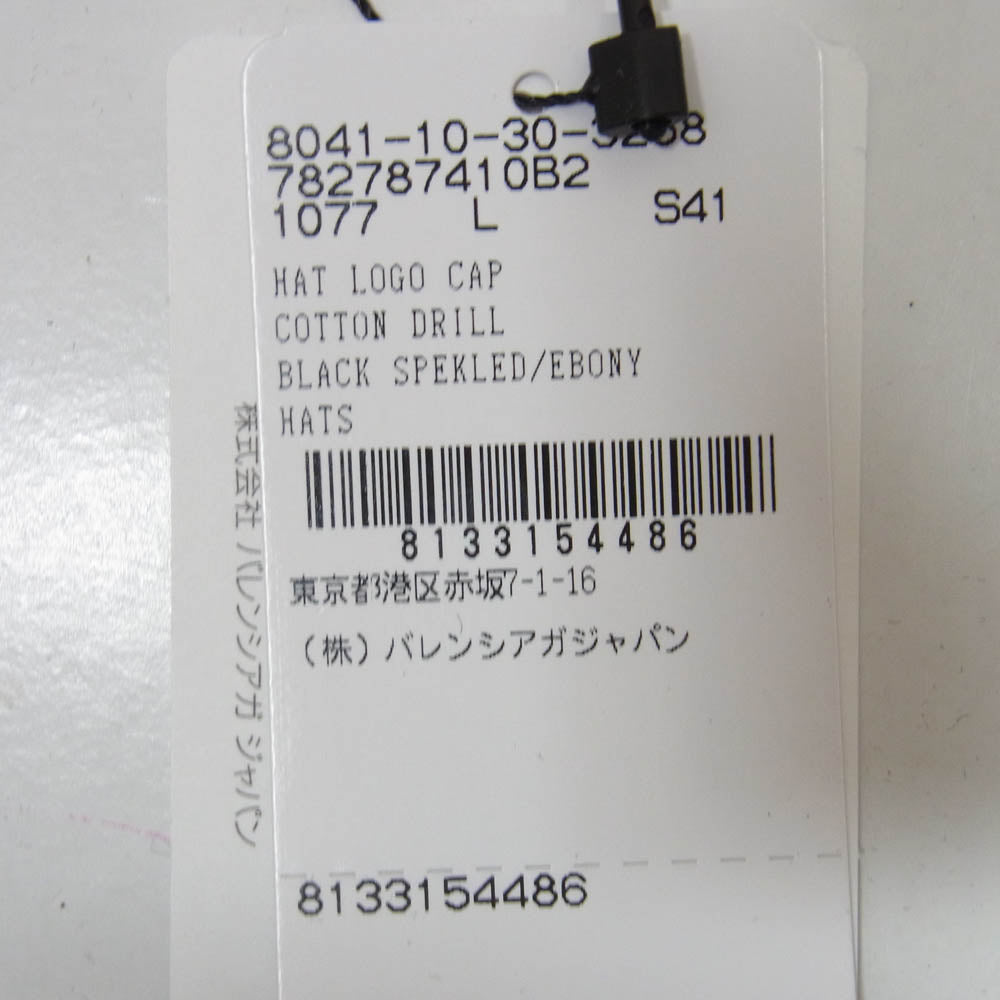 8041-10-30-3268
782787410B2
1077 L S41
HAT LOGO CAP
COTTON DRILL
BLACK SPEKLED/EBONY
HATS
8133154486
東京都港区赤坂7-1-16
（株）バレンシアガジャパン
8133154486
株式会社 バレンシアガ ジャパン